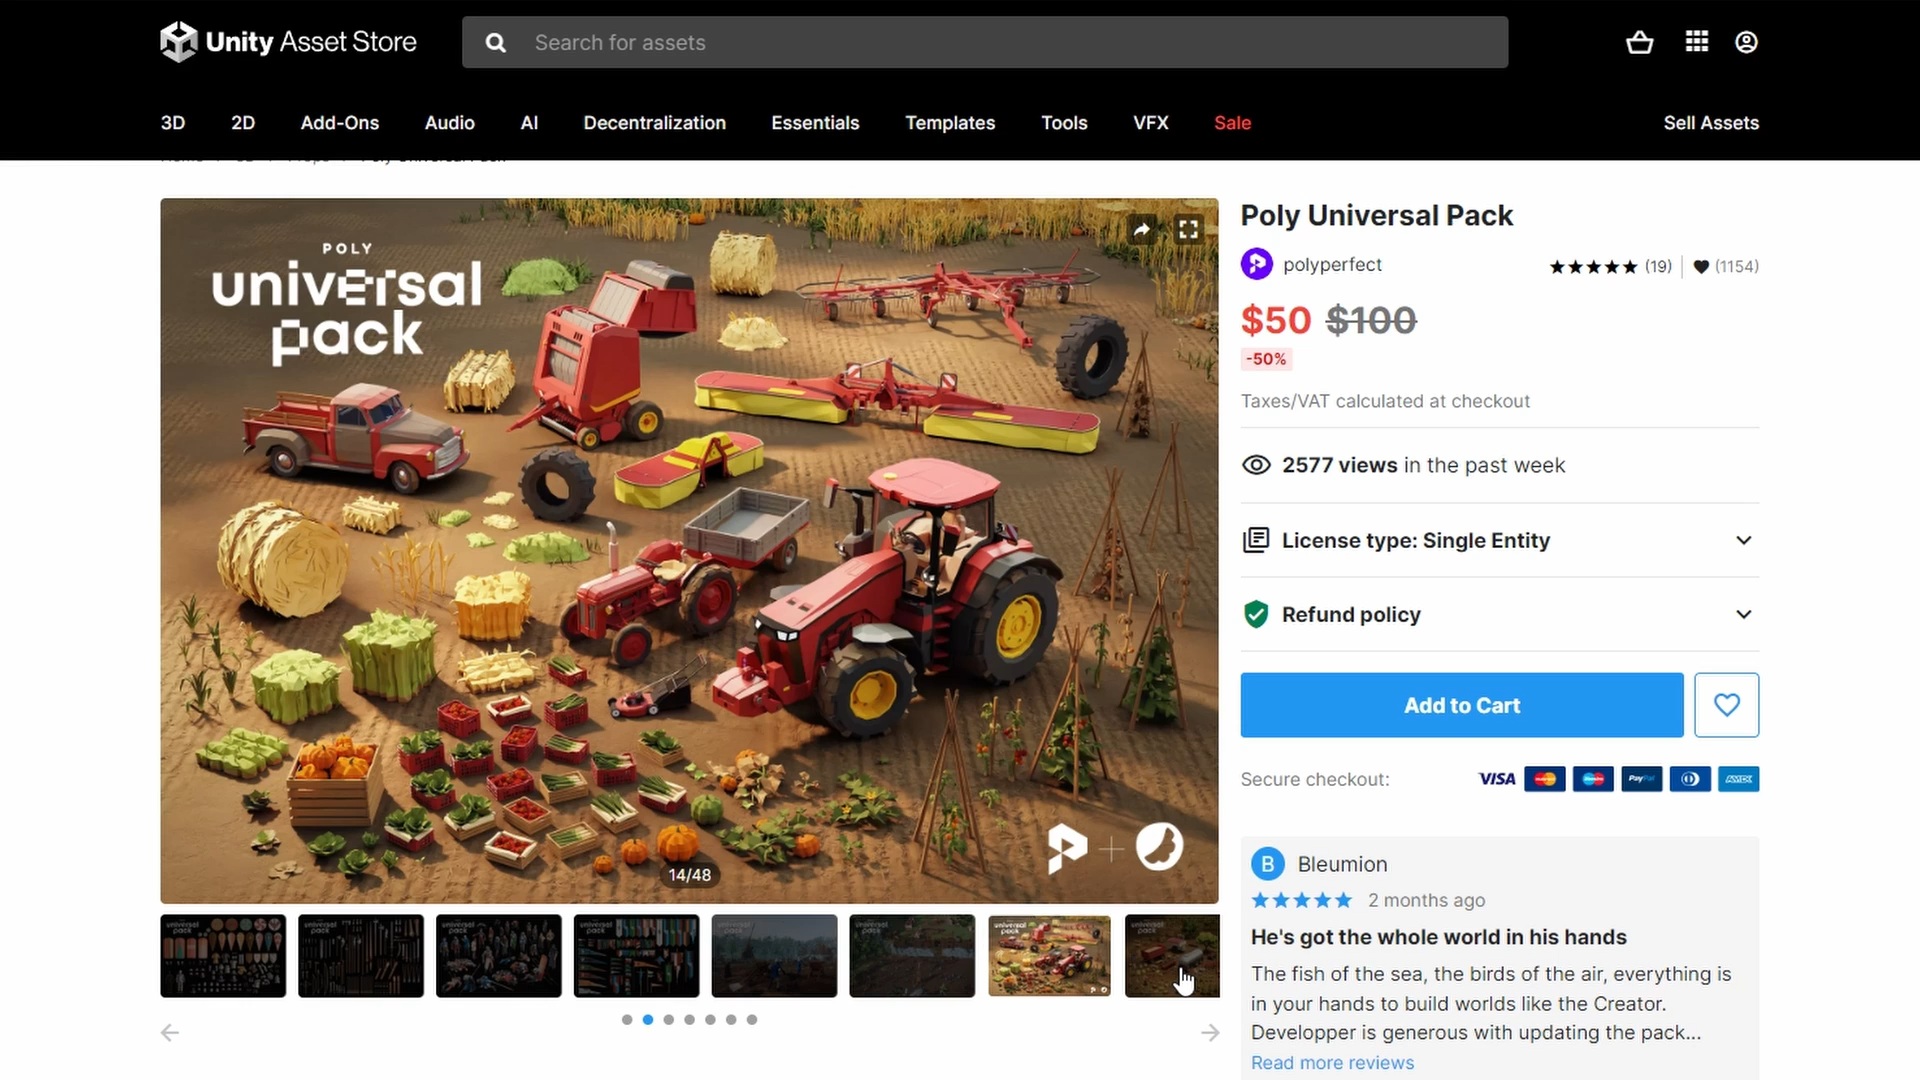 Unity Asset Store
Search for assets
3D 2D Add-Ons Audio AI Decentralization Essentials Templates Tools VFX Sale Sell Assets
POLY
universal
pack
14/48
Poly Universal Pack
polyperfect
(19) (1154)
$50 $100
-50%
Taxes/VAT calculated at checkout
2577 views in the past week
License type: Single Entity
Refund policy
Add to Cart
Secure checkout: VISA PayPal AMEX
B Bleumion
2 months ago
He's got the whole world in his hands
The fish of the sea, the birds of the air, everything is
in your hands to build worlds like the Creator.
Developper is generous with updating the pack...
Read more reviews